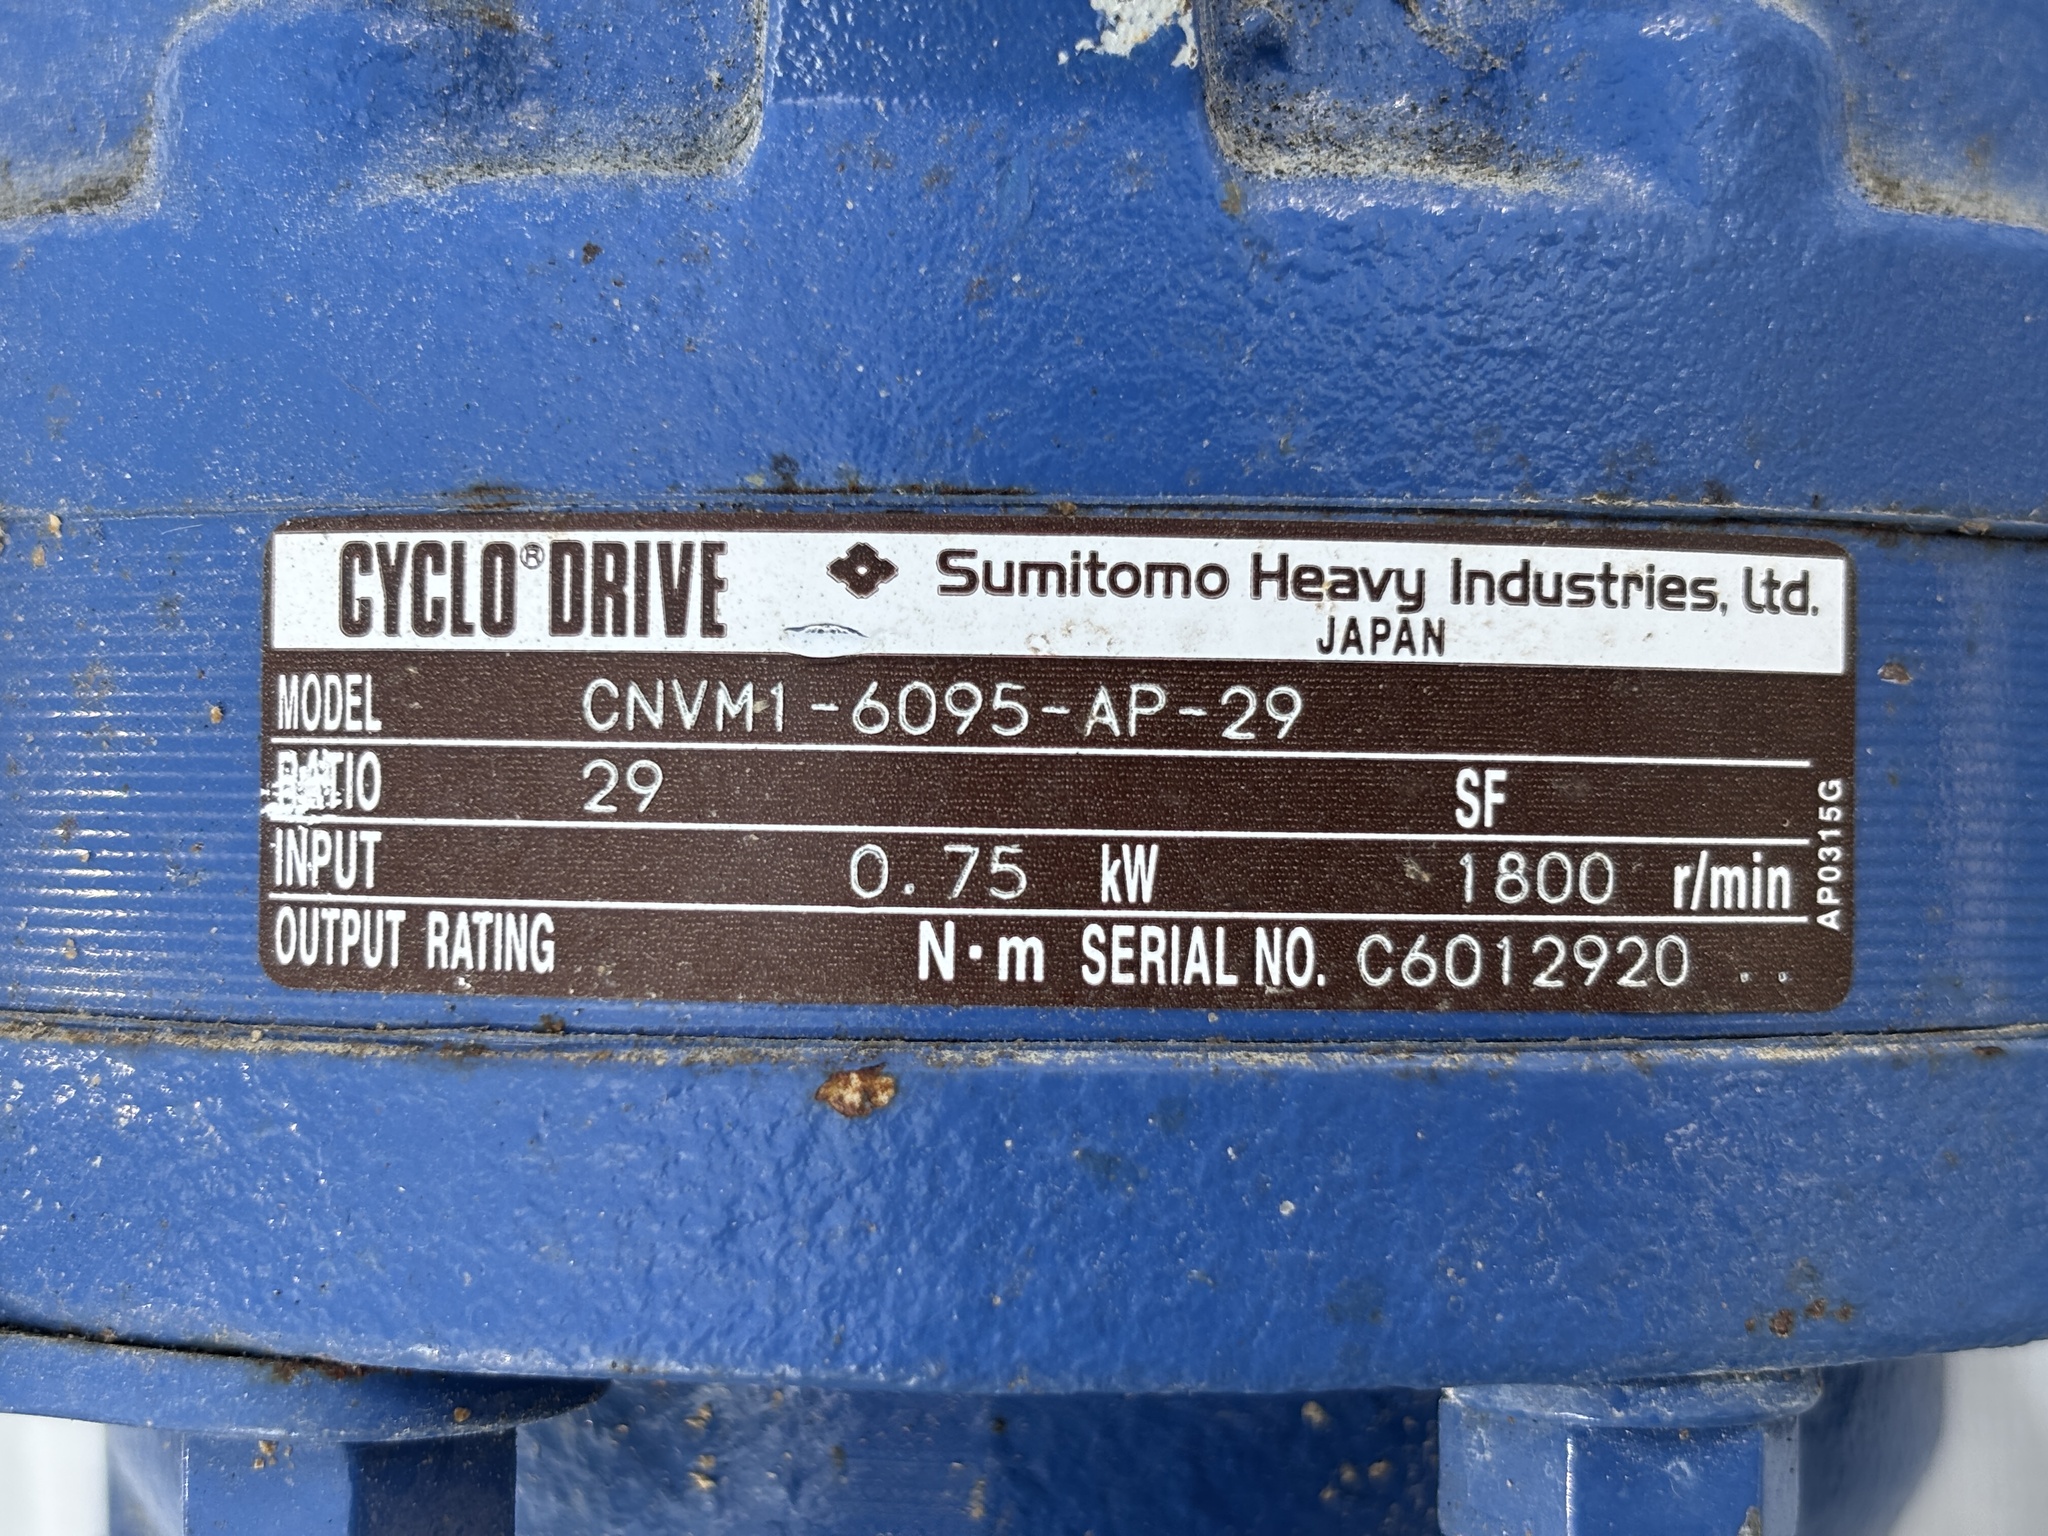 CYCLO® DRIVE Sumitomo Heavy Industries, Ltd.
JAPAN
MODEL CNVM1-6095-AP-29
RATIO 29 SF
INPUT 0.75 kW 1800 r/min
OUTPUT RATING N·m SERIAL NO. C6012920 . .
AP0315G